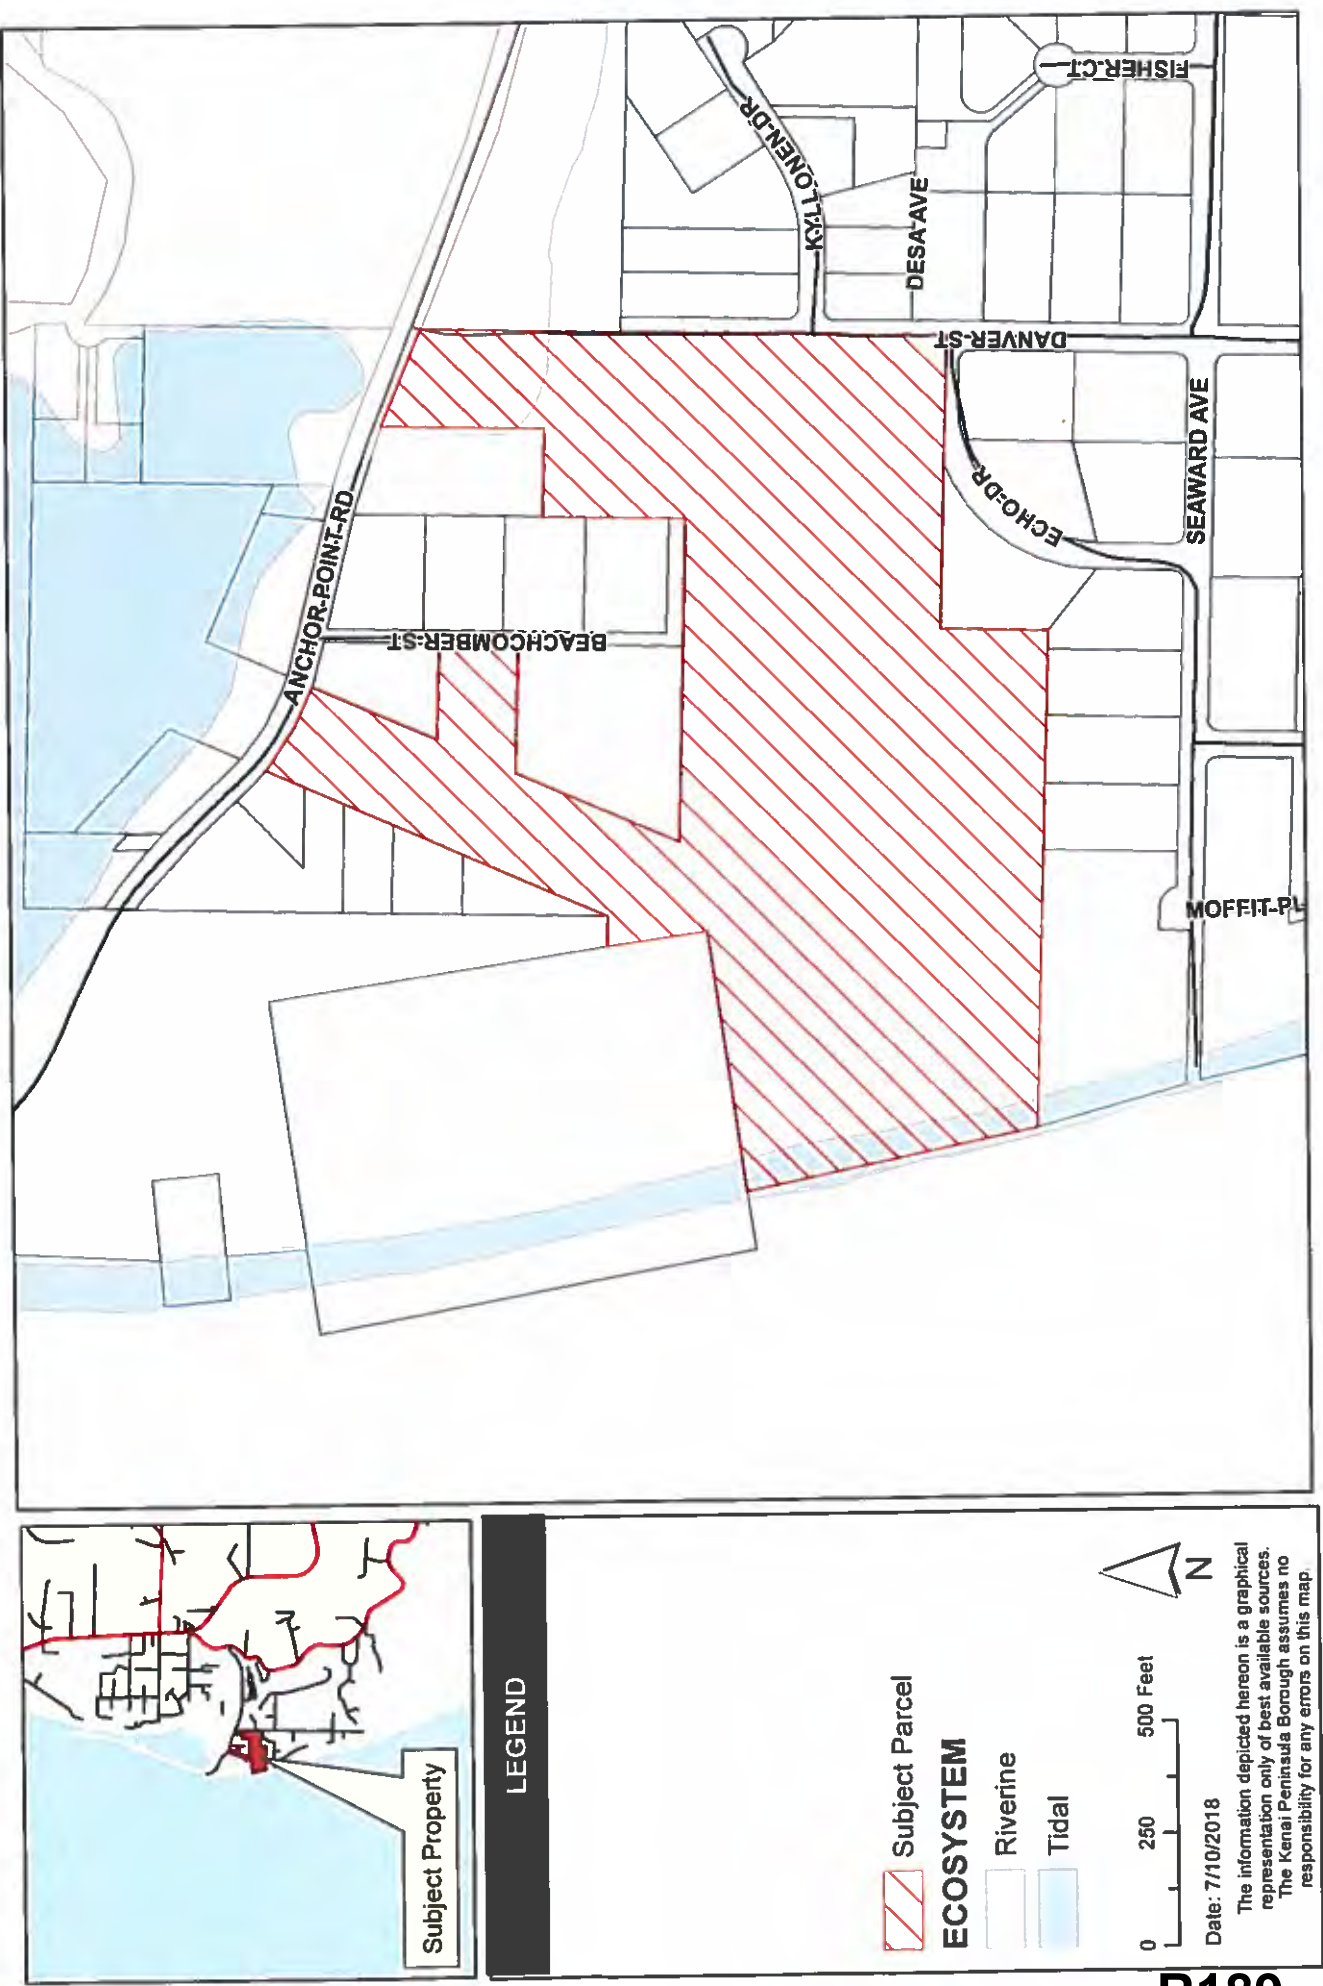 ANCHOR-POINT-RD
BEACHCOMBER-ST
KYLLONEN-DR
DESA-AVE
FISHER-CT
DANVER-ST
ECHO-DR
SEAWARD AVE
MOFFIT-PL
Subject Property
LEGEND
Subject Parcel
ECOSYSTEM
Riverine
Tidal
0 250 500 Feet
N
Date: 7/10/2018
The information depicted hereon is a graphical
representation only of best available sources.
The Kenai Peninsula Borough assumes no
responsibility for any errors on this map.